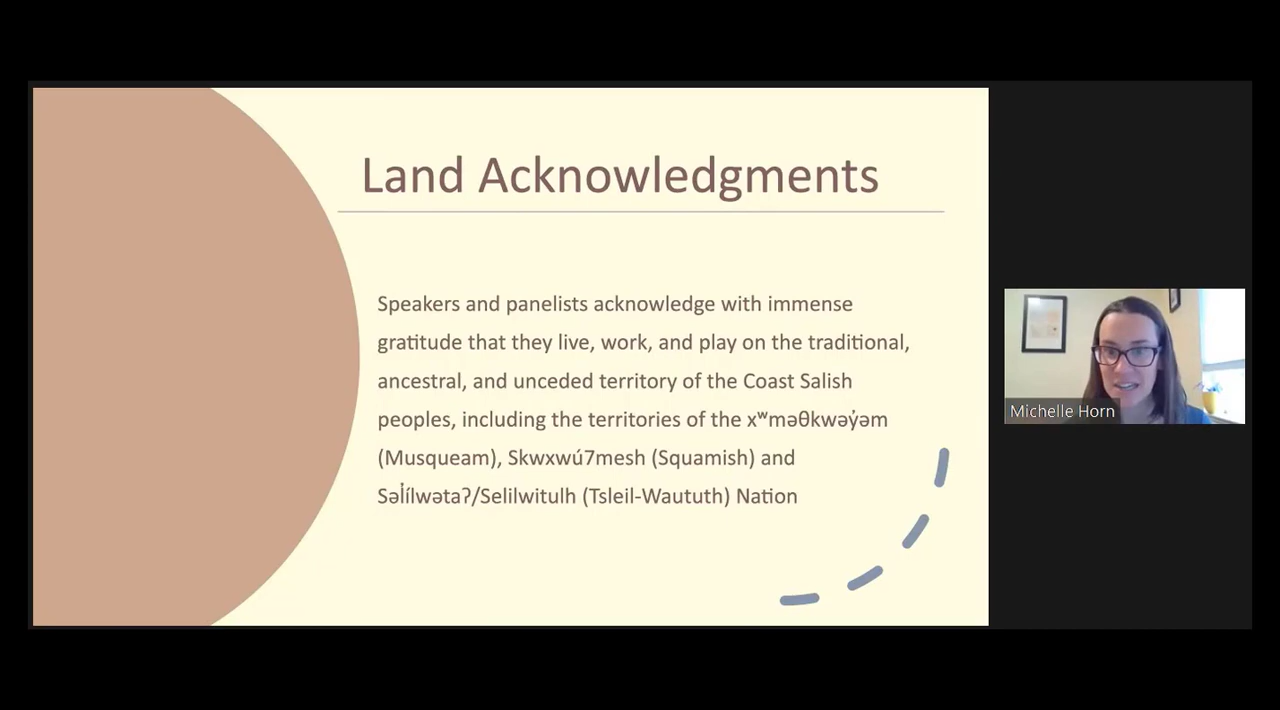 Land Acknowledgments
Speakers and panelists acknowledge with immense
gratitude that they live, work, and play on the traditional,
ancestral, and unceded territory of the Coast Salish
peoples, including the territories of the xʷməθkwəy̓əm
(Musqueam), Skwxwú7mesh (Squamish) and
Səl̓ílwətaʔ/Selilwitulh (Tsleil-Waututh) Nation
Michelle Horn